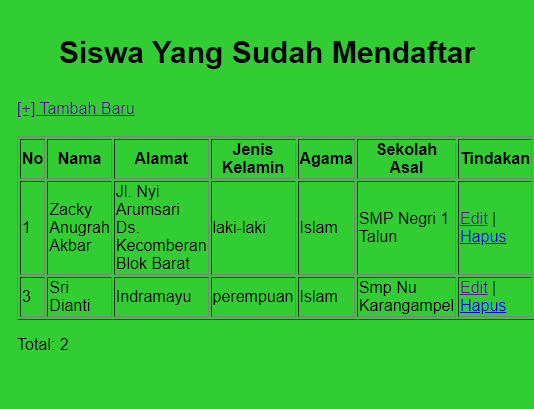 Siswa Yang Sudah Mendaftar
[+] Tambah Baru
No Nama Alamat Jenis Kelamin Agama Sekolah Asal Tindakan
1 Zacky Anugrah Akbar Jl. Nyi Arumsari Ds. Kecomberan Blok Barat laki-laki Islam SMP Negri 1 Talun Edit | Hapus
3 Sri Dianti Indramayu perempuan Islam Smp Nu Karangampel Edit | Hapus
Total: 2